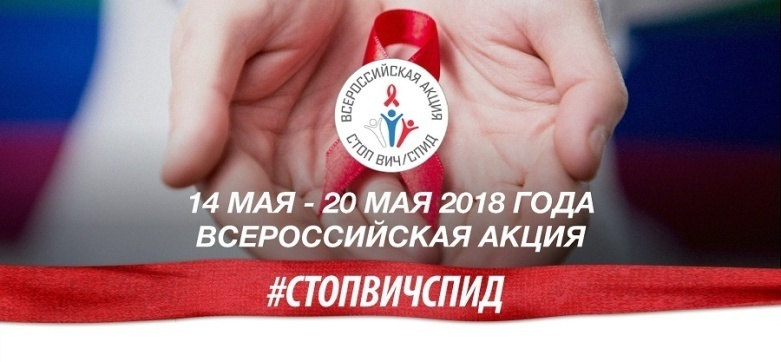 ВСЕРОССИЙСКАЯ АКЦИЯ
СТОП ВИЧ/СПИД
14 МАЯ - 20 МАЯ 2018 ГОДА
ВСЕРОССИЙСКАЯ АКЦИЯ
#СТОПВИЧСПИД